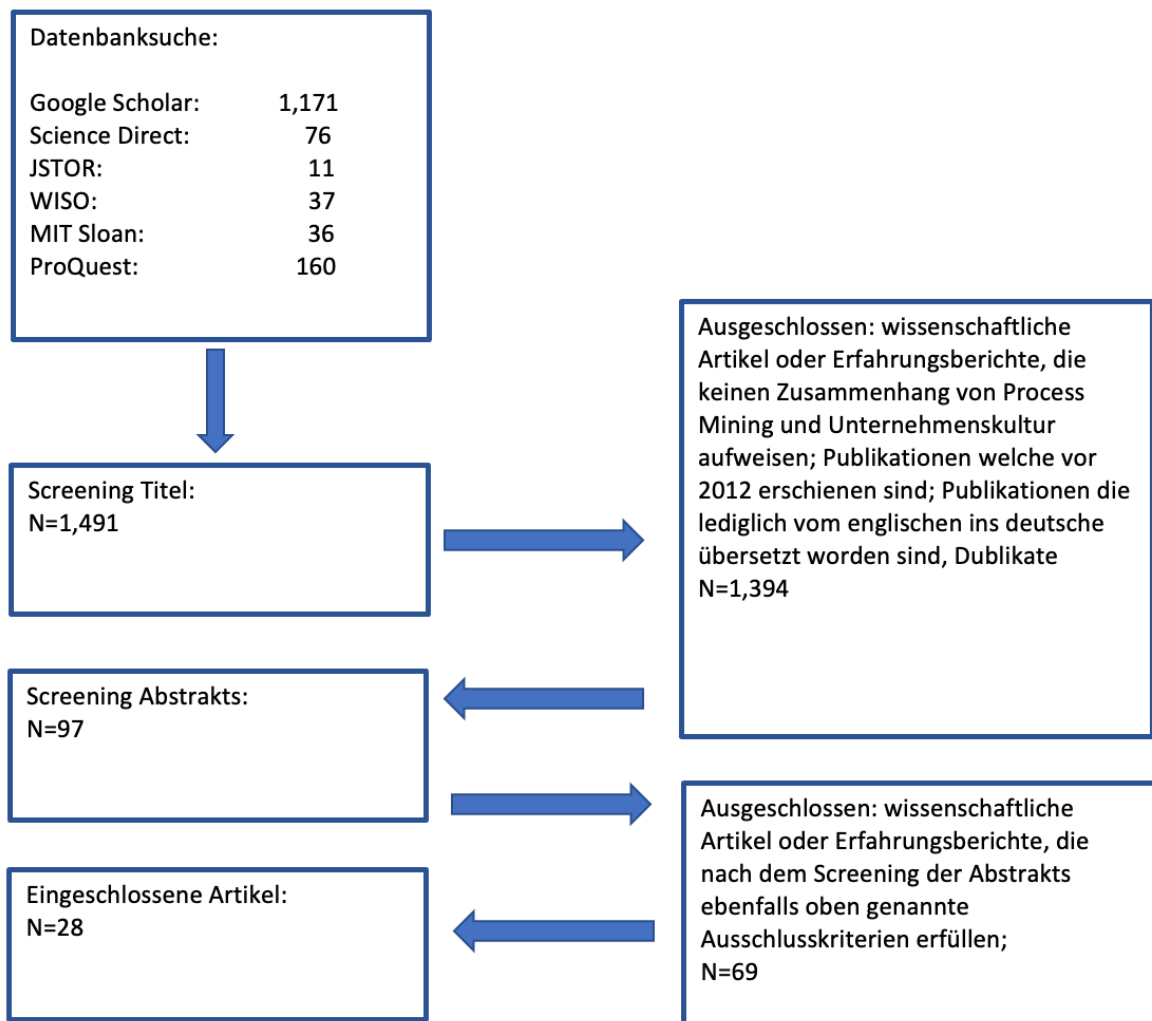 Datenbanksuche:
Google Scholar: 1,171
Science Direct: 76
JSTOR: 11
WISO: 37
MIT Sloan: 36
ProQuest: 160
Screening Titel:
N=1,491
Ausgeschlossen: wissenschaftliche
Artikel oder Erfahrungsberichte, die
keinen Zusammenhang von Process
Mining und Unternehmenskultur
aufweisen; Publikationen welche vor
2012 erschienen sind; Publikationen die
lediglich vom englischen ins deutsche
übersetzt worden sind, Dublikate
N=1,394
Screening Abstrakts:
N=97
Ausgeschlossen: wissenschaftliche
Artikel oder Erfahrungsberichte, die
nach dem Screening der Abstrakts
ebenfalls oben genannte
Ausschlusskriterien erfüllen;
N=69
Eingeschlossene Artikel:
N=28